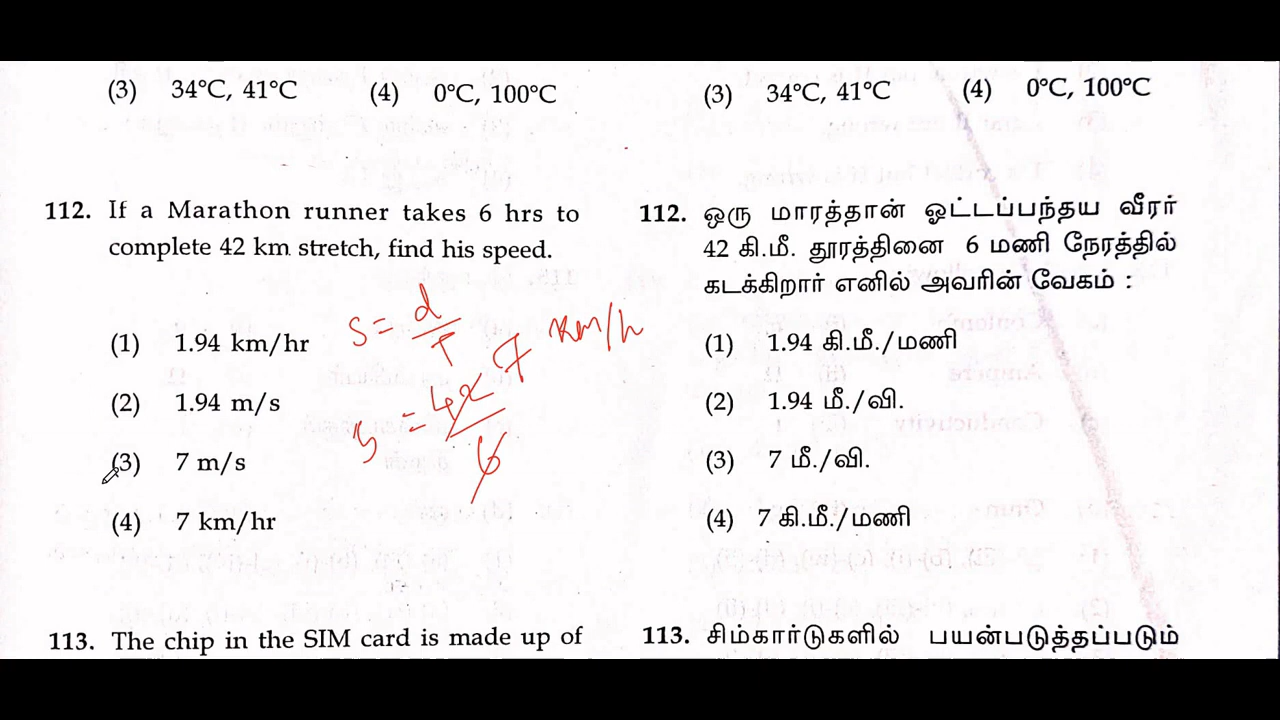 (3) 34°C, 41°C (4) 0°C, 100°C
112. If a Marathon runner takes 6 hrs to
complete 42 km stretch, find his speed.
(1) 1.94 km/hr
(2) 1.94 m/s
(3) 7 m/s
(4) 7 km/hr
S = d/T
S = 42/6 7 km/h
113. The chip in the SIM card is made up of
(3) 34°C, 41°C (4) 0°C, 100°C
112. ஒரு மாரத்தான் ஓட்டப்பந்தய வீரர்
42 கி.மீ. தூரத்தினை 6 மணி நேரத்தில்
கடக்கிறார் எனில் அவரின் வேகம் :
(1) 1.94 கி.மீ./மணி
(2) 1.94 மீ./வி.
(3) 7 மீ./வி.
(4) 7 கி.மீ./மணி
113. சிம்கார்டுகளில் பயன்படுத்தப்படும்